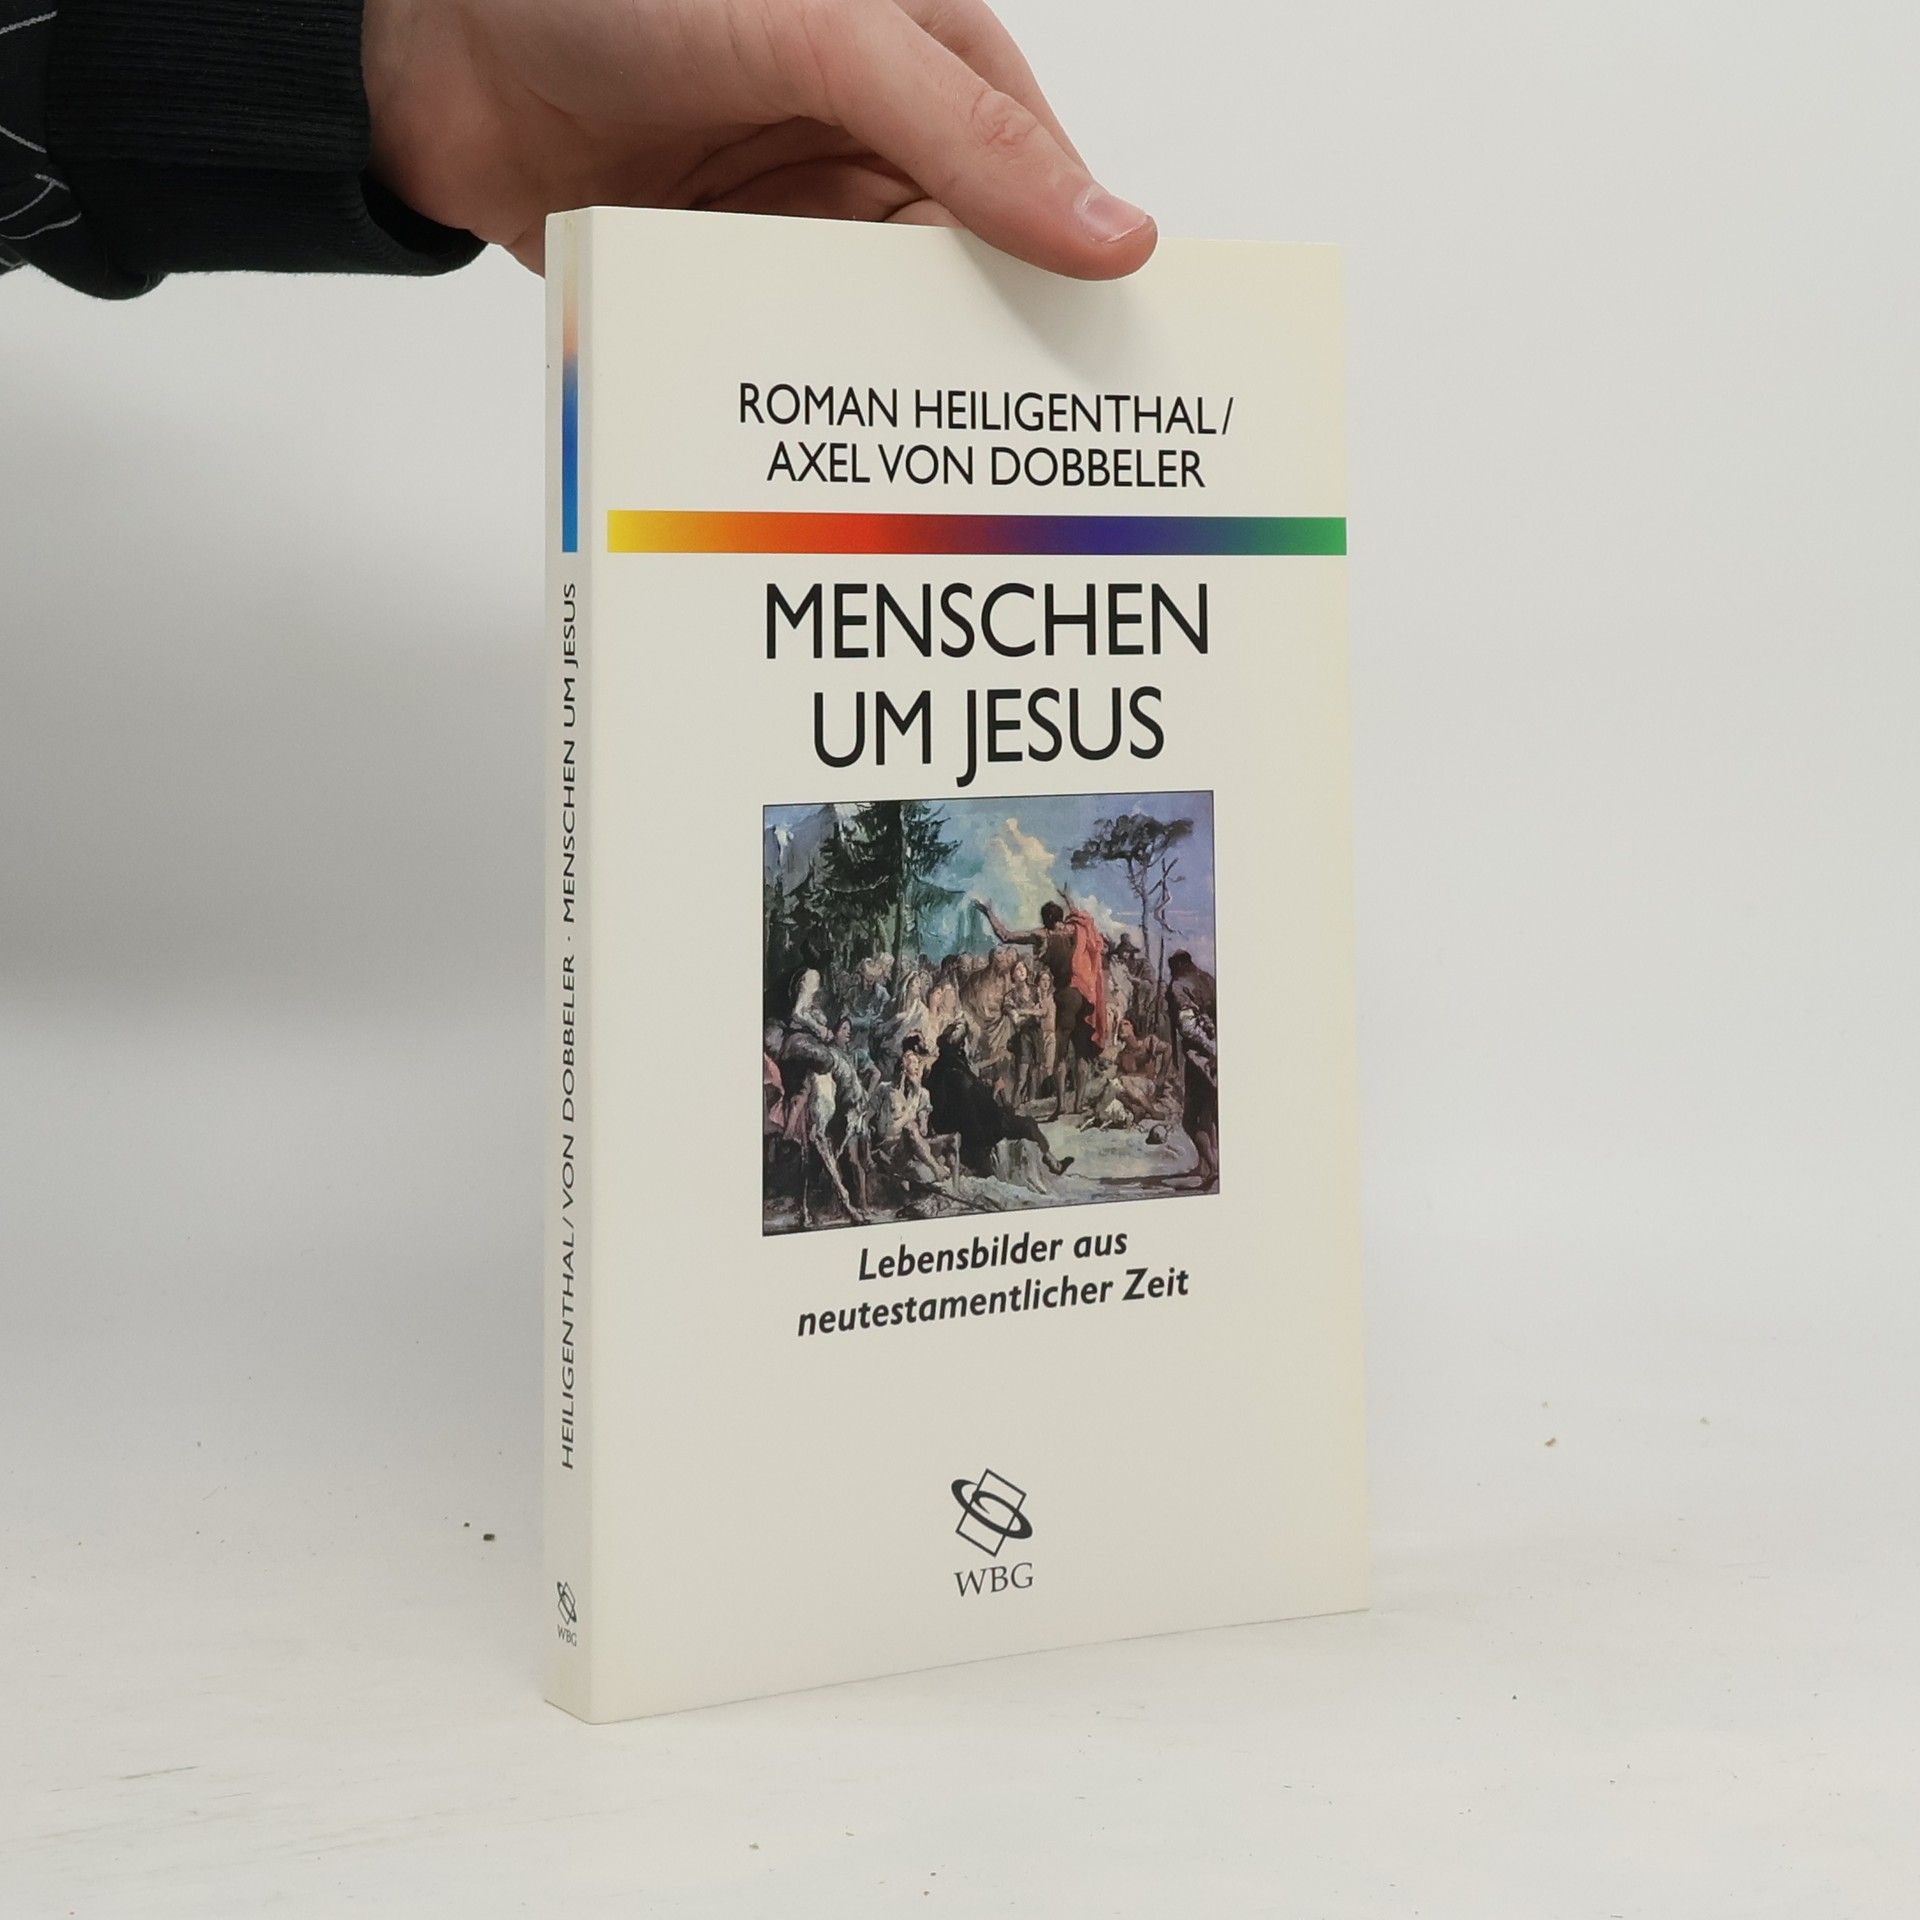 ROMAN HEILIGENTHAL/
AXEL VON DOBBELER
MENSCHEN
UM JESUS
Lebensbilder aus
neutestamentlicher Zeit
WBG
HEILIGENTHAL/VON DOBBELER · MENSCHEN UM JESUS
WBG